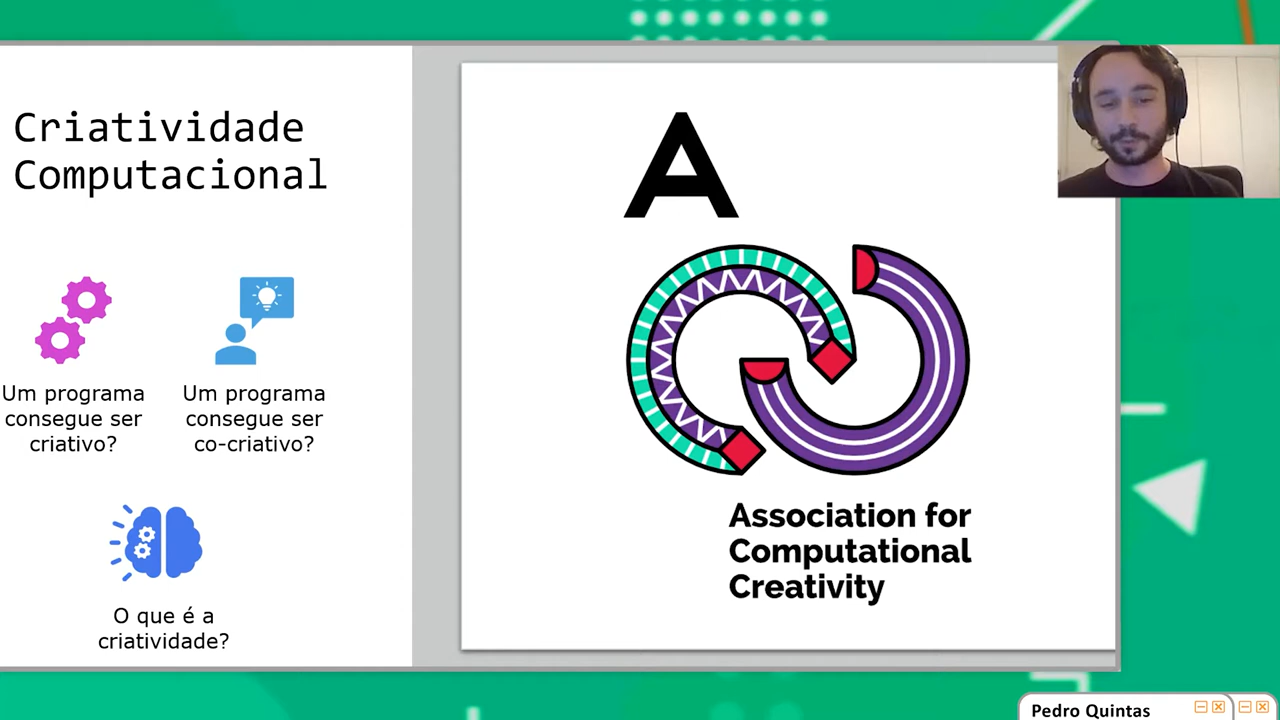 Criatividade
Computacional
Um programa
consegue ser
criativo?
Um programa
consegue ser
co-criativo?
O que é a
criatividade?
A
Association for
Computational
Creativity
Pedro Quintas